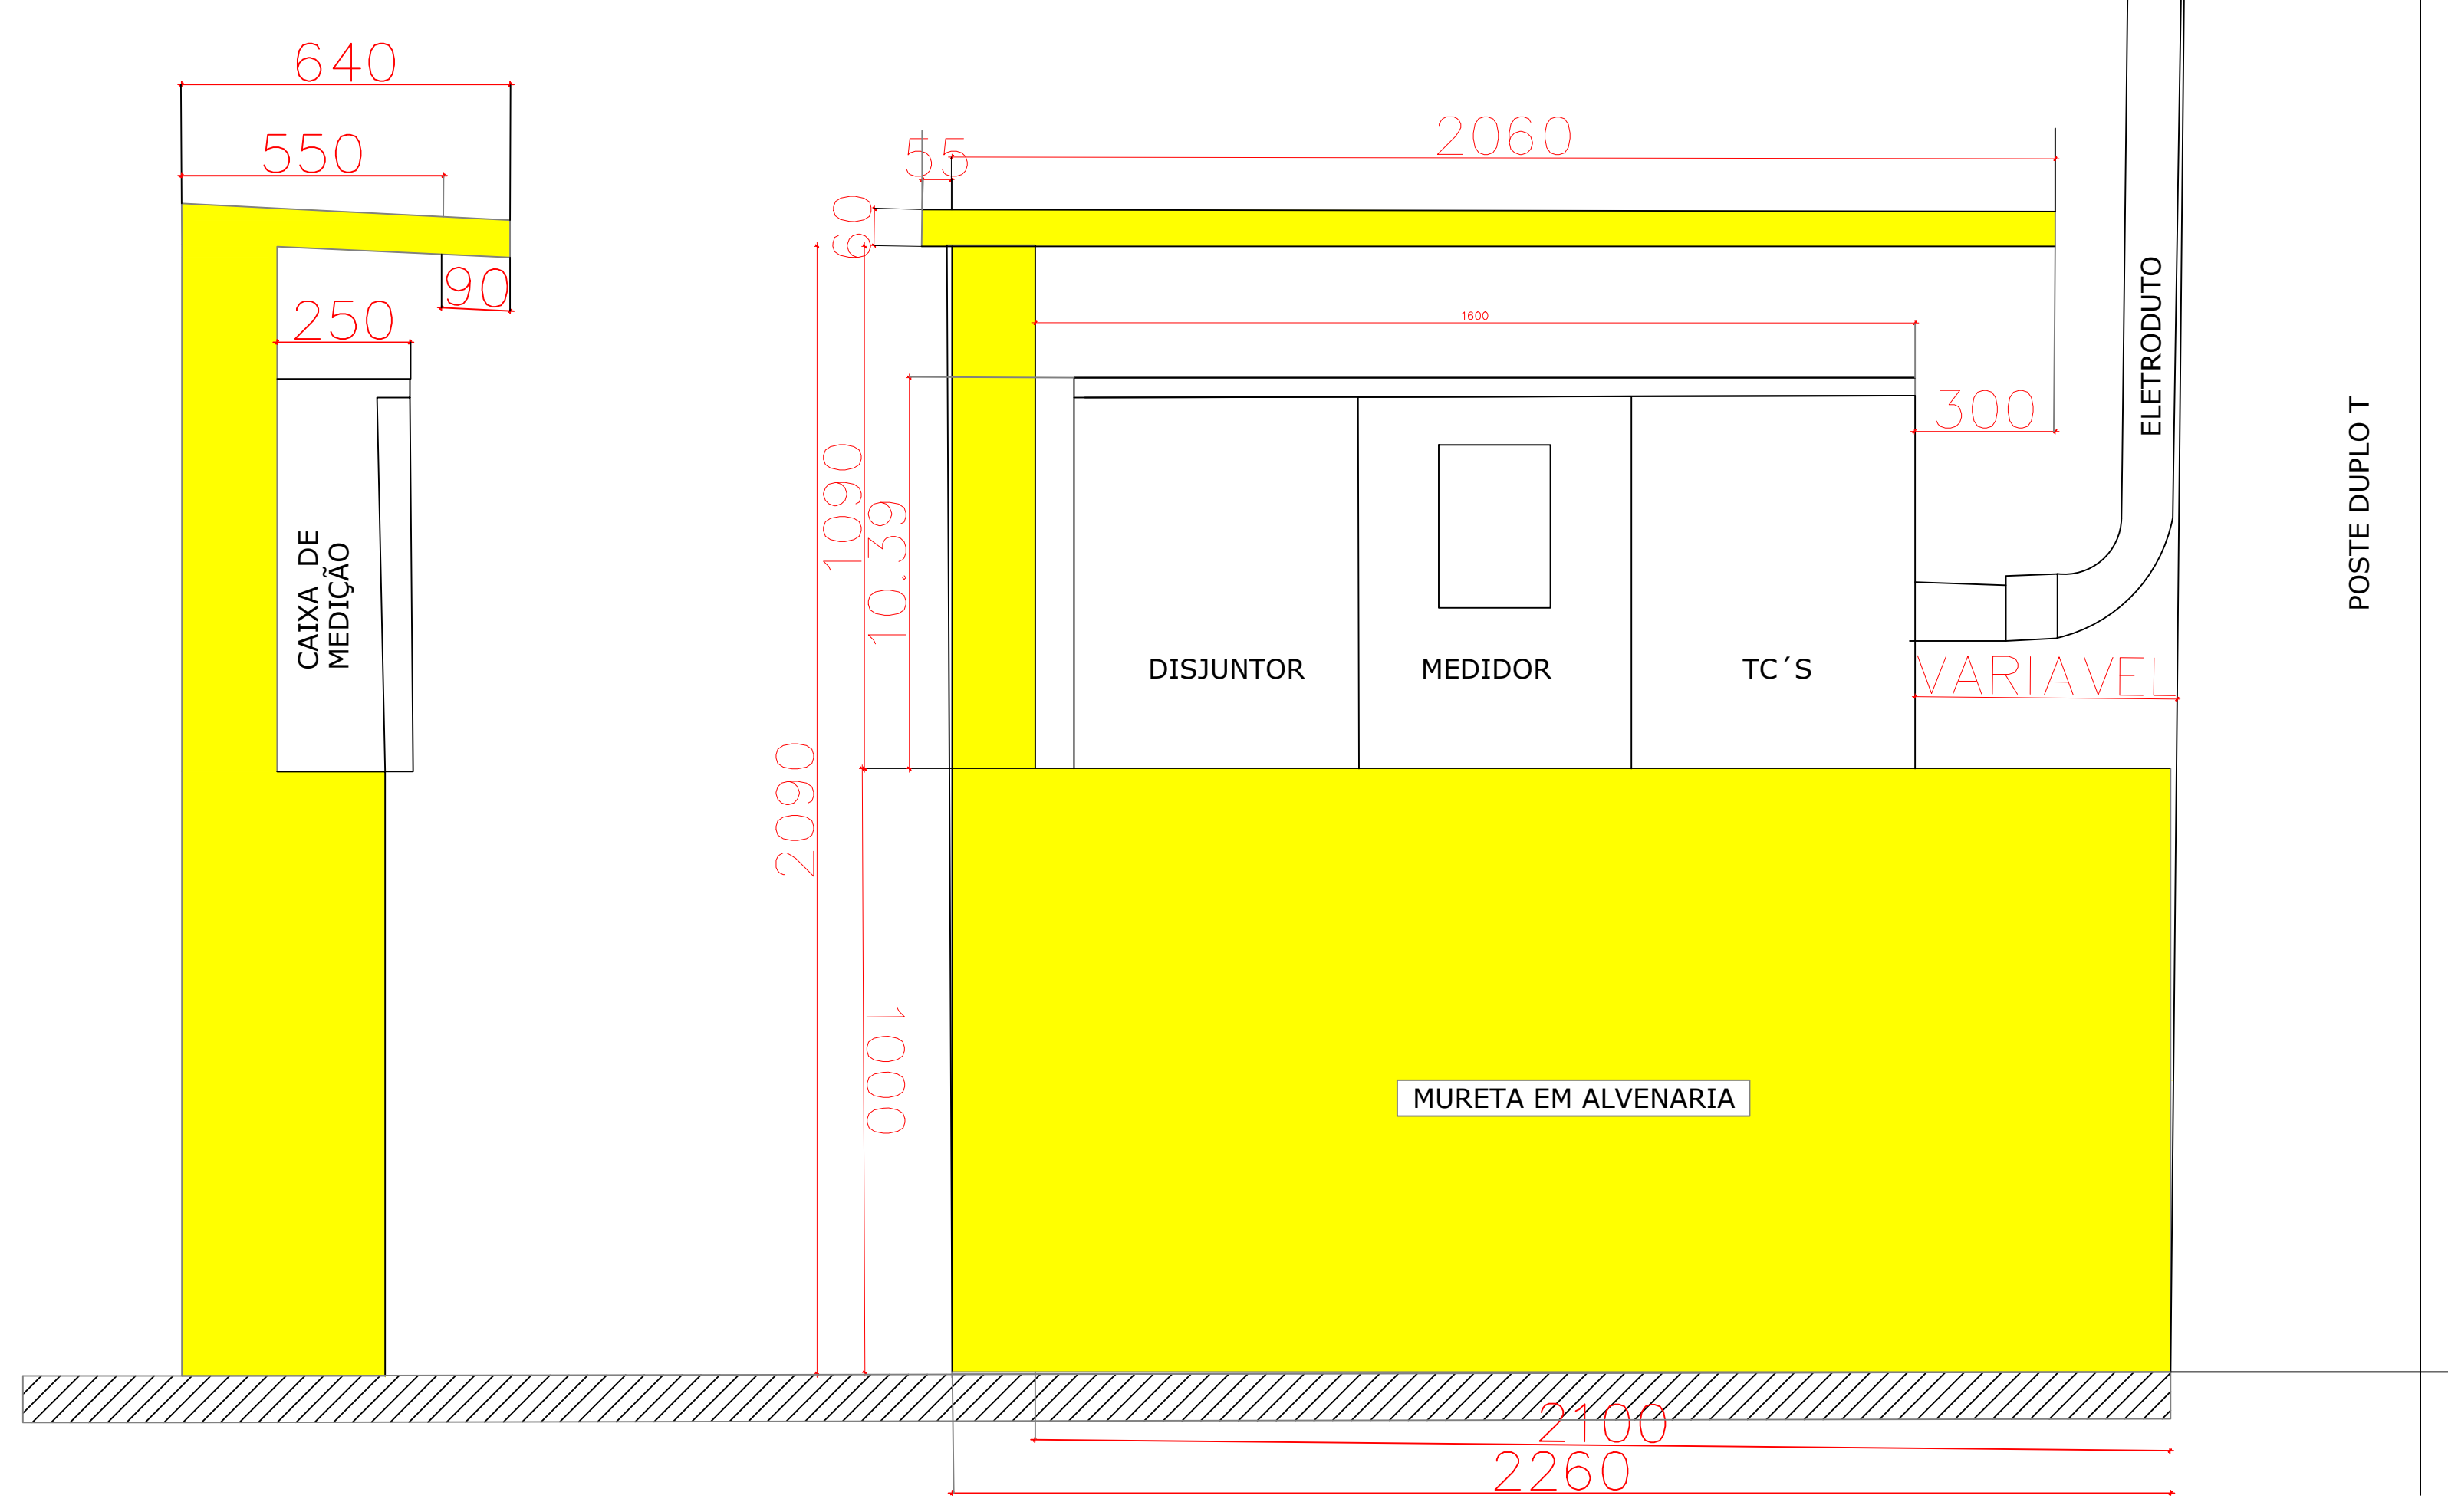 640
550
90
250
CAIXA DE
MEDIÇÃO
2060
55
60
1600
300
1090
10.39
2090
1000
DISJUNTOR
MEDIDOR
TC´S
ELETRODUTO
VARIAVEL
POSTE DUPLO T
MURETA EM ALVENARIA
2100
2260